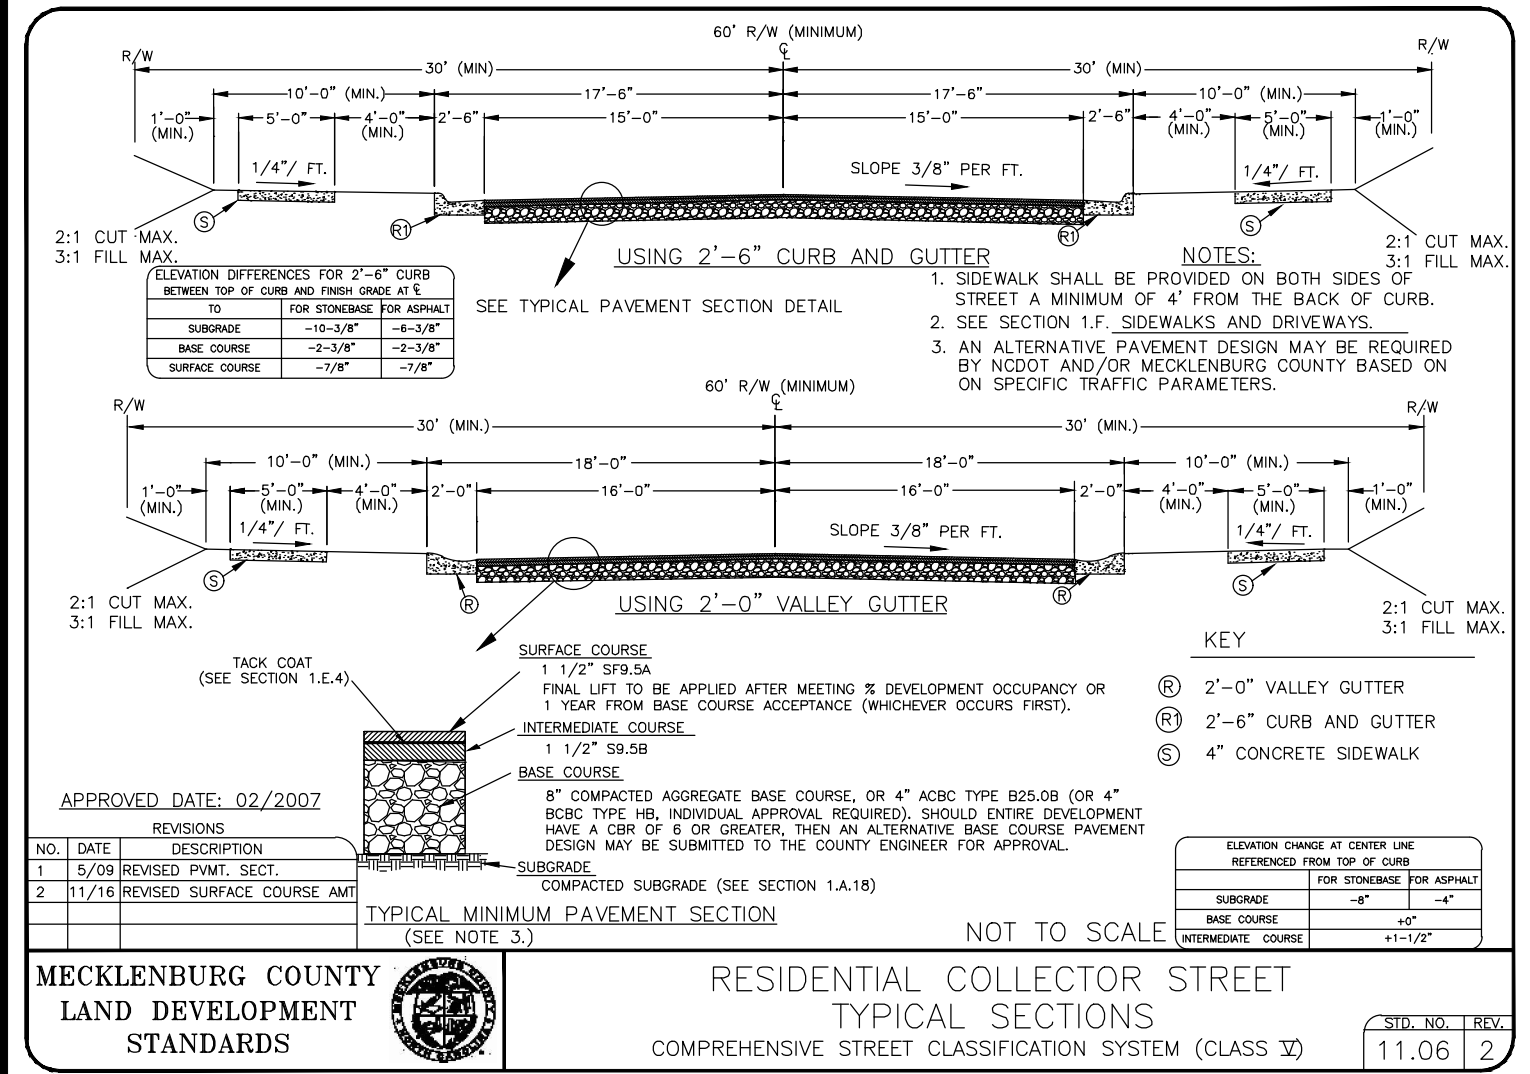 60' R/W (MINIMUM)
R/W ℄ R/W
30' (MIN) 30' (MIN)
10'-0" (MIN.) 17'-6" 17'-6" 10'-0" (MIN.)
1'-0" (MIN.) 5'-0" 4'-0" (MIN.) 2'-6" 15'-0" 15'-0" 2'-6" 4'-0" (MIN.) 5'-0" (MIN.) 1'-0" (MIN.)
1/4"/ FT. SLOPE 3/8" PER FT. 1/4"/ FT.
S R1 R1 S
2:1 CUT MAX.
3:1 FILL MAX.
USING 2'-6" CURB AND GUTTER
2:1 CUT MAX.
3:1 FILL MAX.
SEE TYPICAL PAVEMENT SECTION DETAIL
ELEVATION DIFFERENCES FOR 2'-6" CURB
BETWEEN TOP OF CURB AND FINISH GRADE AT ℄
TO FOR STONEBASE FOR ASPHALT
SUBGRADE -10-3/8" -6-3/8"
BASE COURSE -2-3/8" -2-3/8"
SURFACE COURSE -7/8" -7/8"
NOTES:
1. SIDEWALK SHALL BE PROVIDED ON BOTH SIDES OF
STREET A MINIMUM OF 4' FROM THE BACK OF CURB.
2. SEE SECTION 1.F. SIDEWALKS AND DRIVEWAYS.
3. AN ALTERNATIVE PAVEMENT DESIGN MAY BE REQUIRED
BY NCDOT AND/OR MECKLENBURG COUNTY BASED ON
ON SPECIFIC TRAFFIC PARAMETERS.
60' R/W (MINIMUM)
R/W ℄ R/W
30' (MIN.) 30' (MIN.)
10'-0" (MIN.) 18'-0" 18'-0" 10'-0" (MIN.)
1'-0" (MIN.) 5'-0" (MIN.) 4'-0" (MIN.) 2'-0" 16'-0" 16'-0" 2'-0" 4'-0" (MIN.) 5'-0" (MIN.) 1'-0" (MIN.)
1/4"/ FT. SLOPE 3/8" PER FT. 1/4"/ FT.
S R R S
2:1 CUT MAX.
3:1 FILL MAX.
USING 2'-0" VALLEY GUTTER
2:1 CUT MAX.
3:1 FILL MAX.
TACK COAT
(SEE SECTION 1.E.4)
SURFACE COURSE
1 1/2" SF9.5A
FINAL LIFT TO BE APPLIED AFTER MEETING % DEVELOPMENT OCCUPANCY OR
1 YEAR FROM BASE COURSE ACCEPTANCE (WHICHEVER OCCURS FIRST).
INTERMEDIATE COURSE
1 1/2" S9.5B
BASE COURSE
8" COMPACTED AGGREGATE BASE COURSE, OR 4" ACBC TYPE B25.0B (OR 4"
BCBC TYPE HB, INDIVIDUAL APPROVAL REQUIRED). SHOULD ENTIRE DEVELOPMENT
HAVE A CBR OF 6 OR GREATER, THEN AN ALTERNATIVE BASE COURSE PAVEMENT
DESIGN MAY BE SUBMITTED TO THE COUNTY ENGINEER FOR APPROVAL.
SUBGRADE
COMPACTED SUBGRADE (SEE SECTION 1.A.18)
TYPICAL MINIMUM PAVEMENT SECTION
(SEE NOTE 3.)
KEY
R 2'-0" VALLEY GUTTER
R1 2'-6" CURB AND GUTTER
S 4" CONCRETE SIDEWALK
APPROVED DATE: 02/2007
REVISIONS
NO. DATE DESCRIPTION
1 5/09 REVISED PVMT. SECT.
2 11/16 REVISED SURFACE COURSE AMT
NOT TO SCALE
ELEVATION CHANGE AT CENTER LINE
REFERENCED FROM TOP OF CURB
FOR STONEBASE FOR ASPHALT
SUBGRADE -8" -4"
BASE COURSE +0"
INTERMEDIATE COURSE +1-1/2"
MECKLENBURG COUNTY
LAND DEVELOPMENT
STANDARDS
MECKLENBURG COUNTY
NORTH CAROLINA
RESIDENTIAL COLLECTOR STREET
TYPICAL SECTIONS
COMPREHENSIVE STREET CLASSIFICATION SYSTEM (CLASS V)
STD. NO. REV.
11.06 2